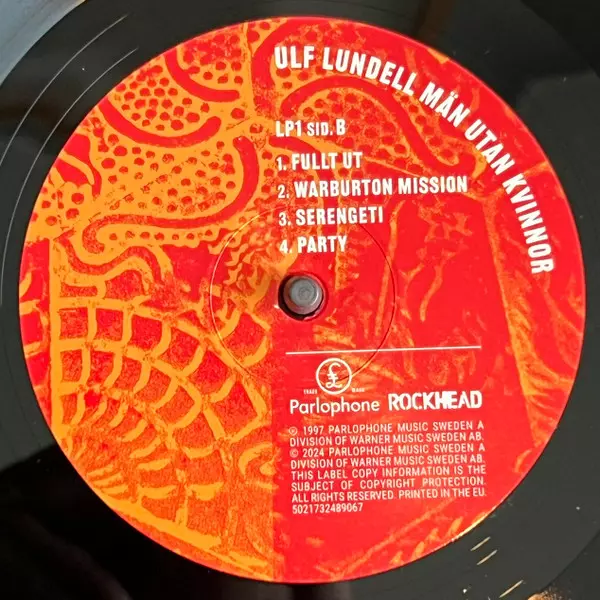 ULF LUNDELL MÄN UTAN KVINNOR
LP1 SID. B
1. FULLT UT
2. WARBURTON MISSION
3. SERENGETI
4. PARTY
TRADE £ MARK
Parlophone ROCKHEAD
℗ 1997 PARLOPHONE MUSIC SWEDEN A
DIVISION OF WARNER MUSIC SWEDEN AB.
© 2024 PARLOPHONE MUSIC SWEDEN A
DIVISION OF WARNER MUSIC SWEDEN AB.
THIS LABEL COPY INFORMATION IS THE
SUBJECT OF COPYRIGHT PROTECTION.
ALL RIGHTS RESERVED. PRINTED IN THE EU.
5021732489067